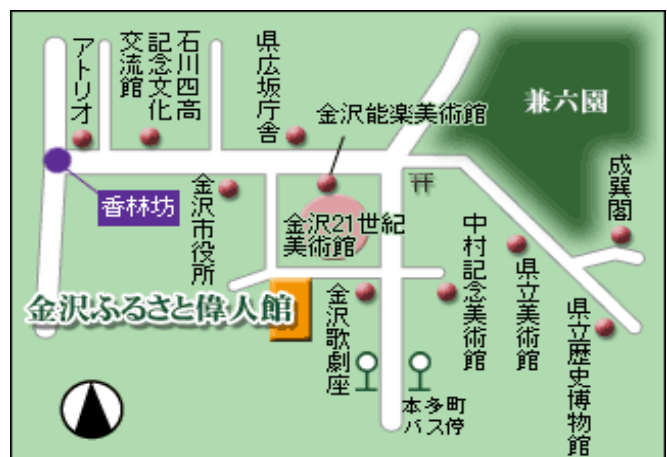 アトリオ
石川四高
記念文化
交流館
県広坂庁舎
金沢能楽美術館
兼六園
成巽閣
香林坊
金沢市役所
金沢21世紀
美術館
中村記念美術館
県立美術館
県立歴史博物館
金沢ふるさと偉人館
金沢歌劇座
本多町
バス停